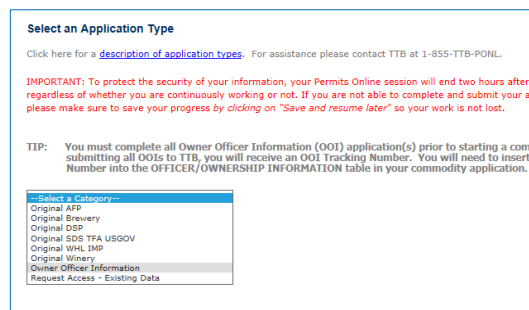 Select an Application Type
Click here for a description of application types. For assistance please contact TTB at 1-855-TTB-PONL.
IMPORTANT: To protect the security of your information, your Permits Online session will end two hours after
regardless of whether you are continuously working or not. If you are not able to complete and submit your a
please make sure to save your progress by clicking on "Save and resume later" so your work is not lost.
TIP: You must complete all Owner Officer Information (OOI) application(s) prior to starting a com
submitting all OOIs to TTB, you will receive an OOI Tracking Number. You will need to insert
Number into the OFFICER/OWNERSHIP INFORMATION table in your commodity application.
--Select a Category--
Original AFP
Original Brewery
Original DSP
Original SDS TFA USGOV
Original WHL IMP
Original Winery
Owner Officer Information
Request Access - Existing Data